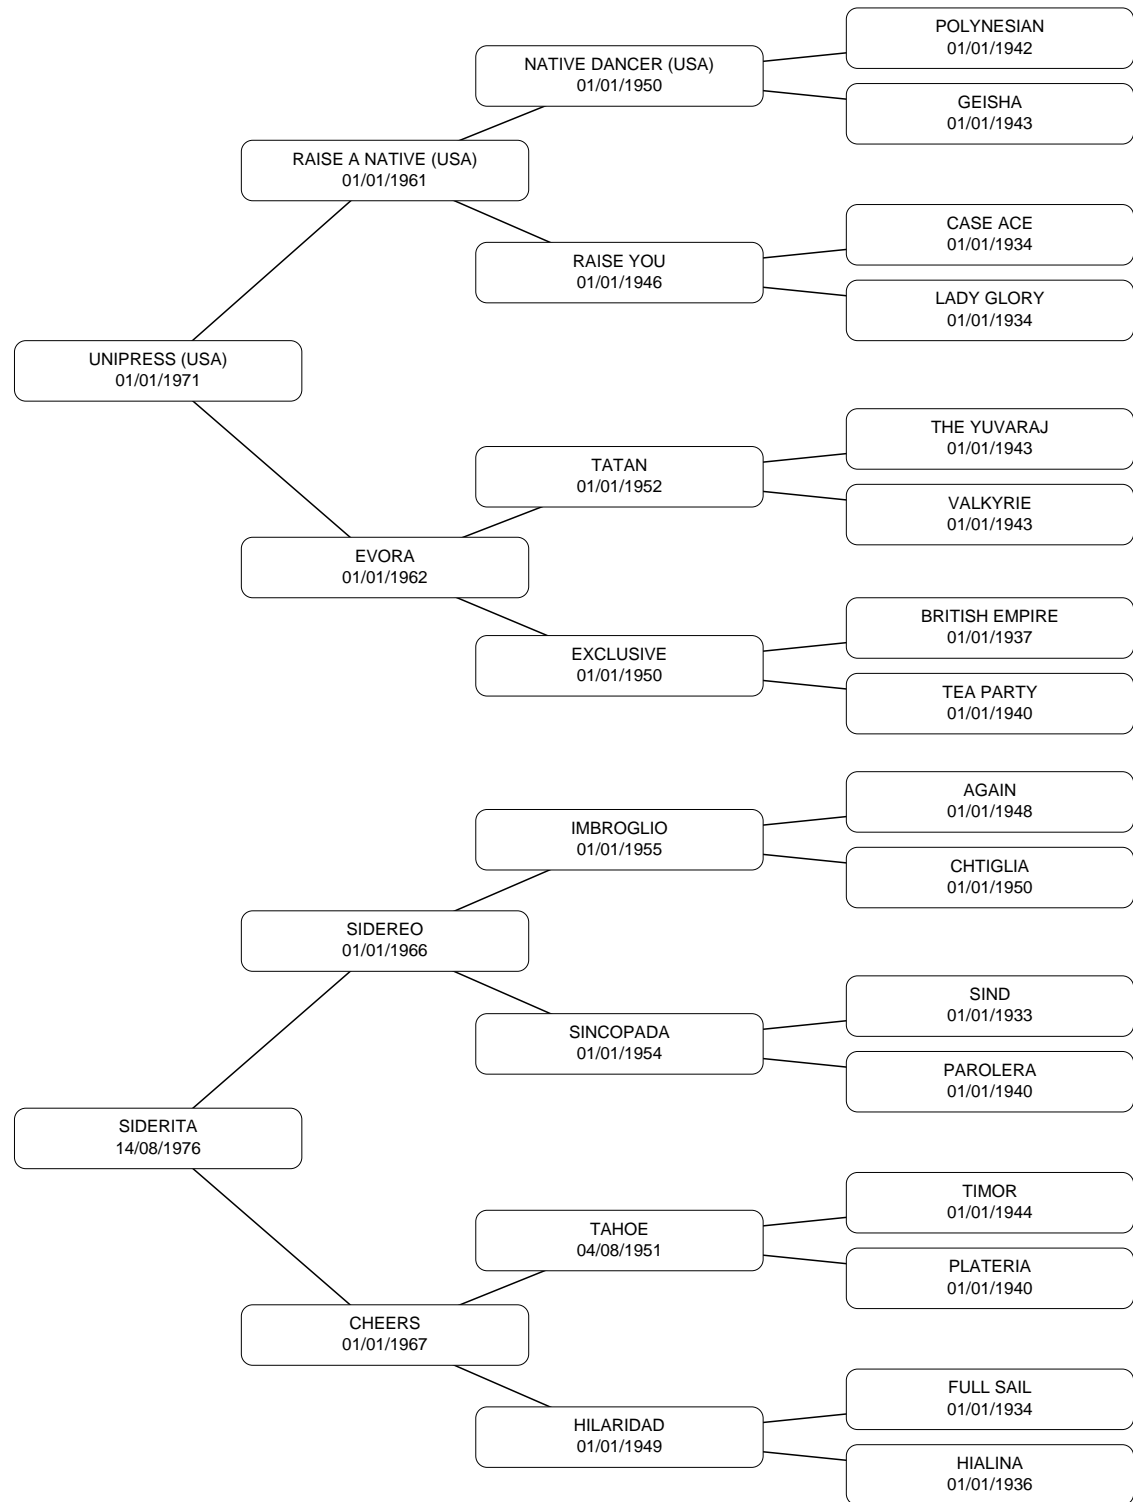 POLYNESIAN
01/01/1942
NATIVE DANCER (USA)
01/01/1950
GEISHA
01/01/1943
RAISE A NATIVE (USA)
01/01/1961
CASE ACE
01/01/1934
RAISE YOU
01/01/1946
LADY GLORY
01/01/1934
UNIPRESS (USA)
01/01/1971
THE YUVARAJ
01/01/1943
TATAN
01/01/1952
VALKYRIE
01/01/1943
EVORA
01/01/1962
BRITISH EMPIRE
01/01/1937
EXCLUSIVE
01/01/1950
TEA PARTY
01/01/1940
AGAIN
01/01/1948
IMBROGLIO
01/01/1955
CHTIGLIA
01/01/1950
SIDEREO
01/01/1966
SIND
01/01/1933
SINCOPADA
01/01/1954
PAROLERA
01/01/1940
SIDERITA
14/08/1976
TIMOR
01/01/1944
TAHOE
04/08/1951
PLATERIA
01/01/1940
CHEERS
01/01/1967
FULL SAIL
01/01/1934
HILARIDAD
01/01/1949
HIALINA
01/01/1936